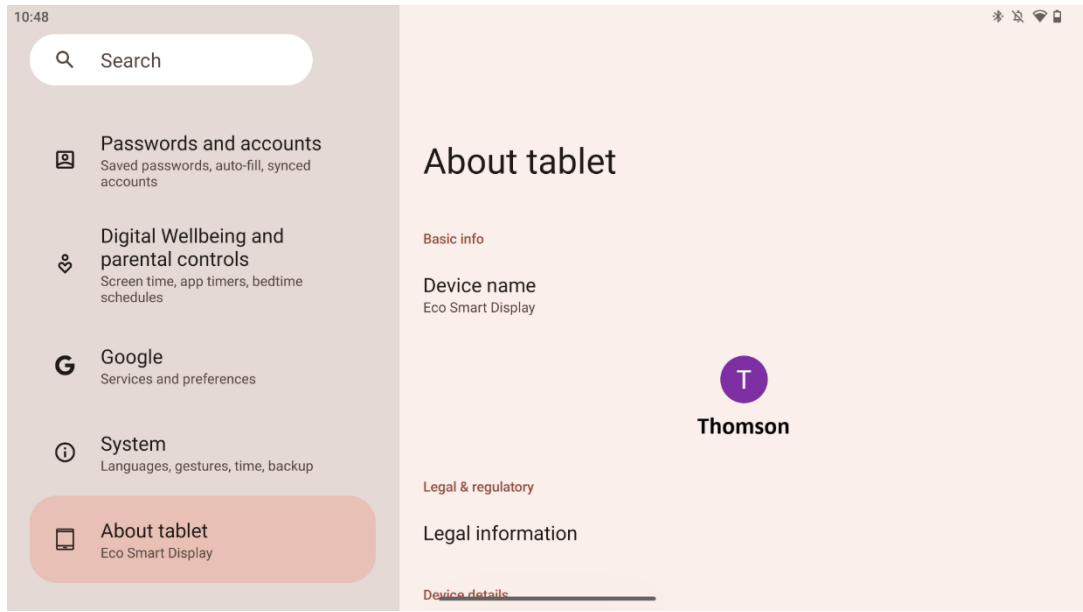 10:48
Search
Passwords and accounts
Saved passwords, auto-fill, synced
accounts
Digital Wellbeing and
parental controls
Screen time, app timers, bedtime
schedules
Google
Services and preferences
System
Languages, gestures, time, backup
About tablet
Eco Smart Display
About tablet
Basic info
Device name
Eco Smart Display
T
Thomson
Legal & regulatory
Legal information
Device details